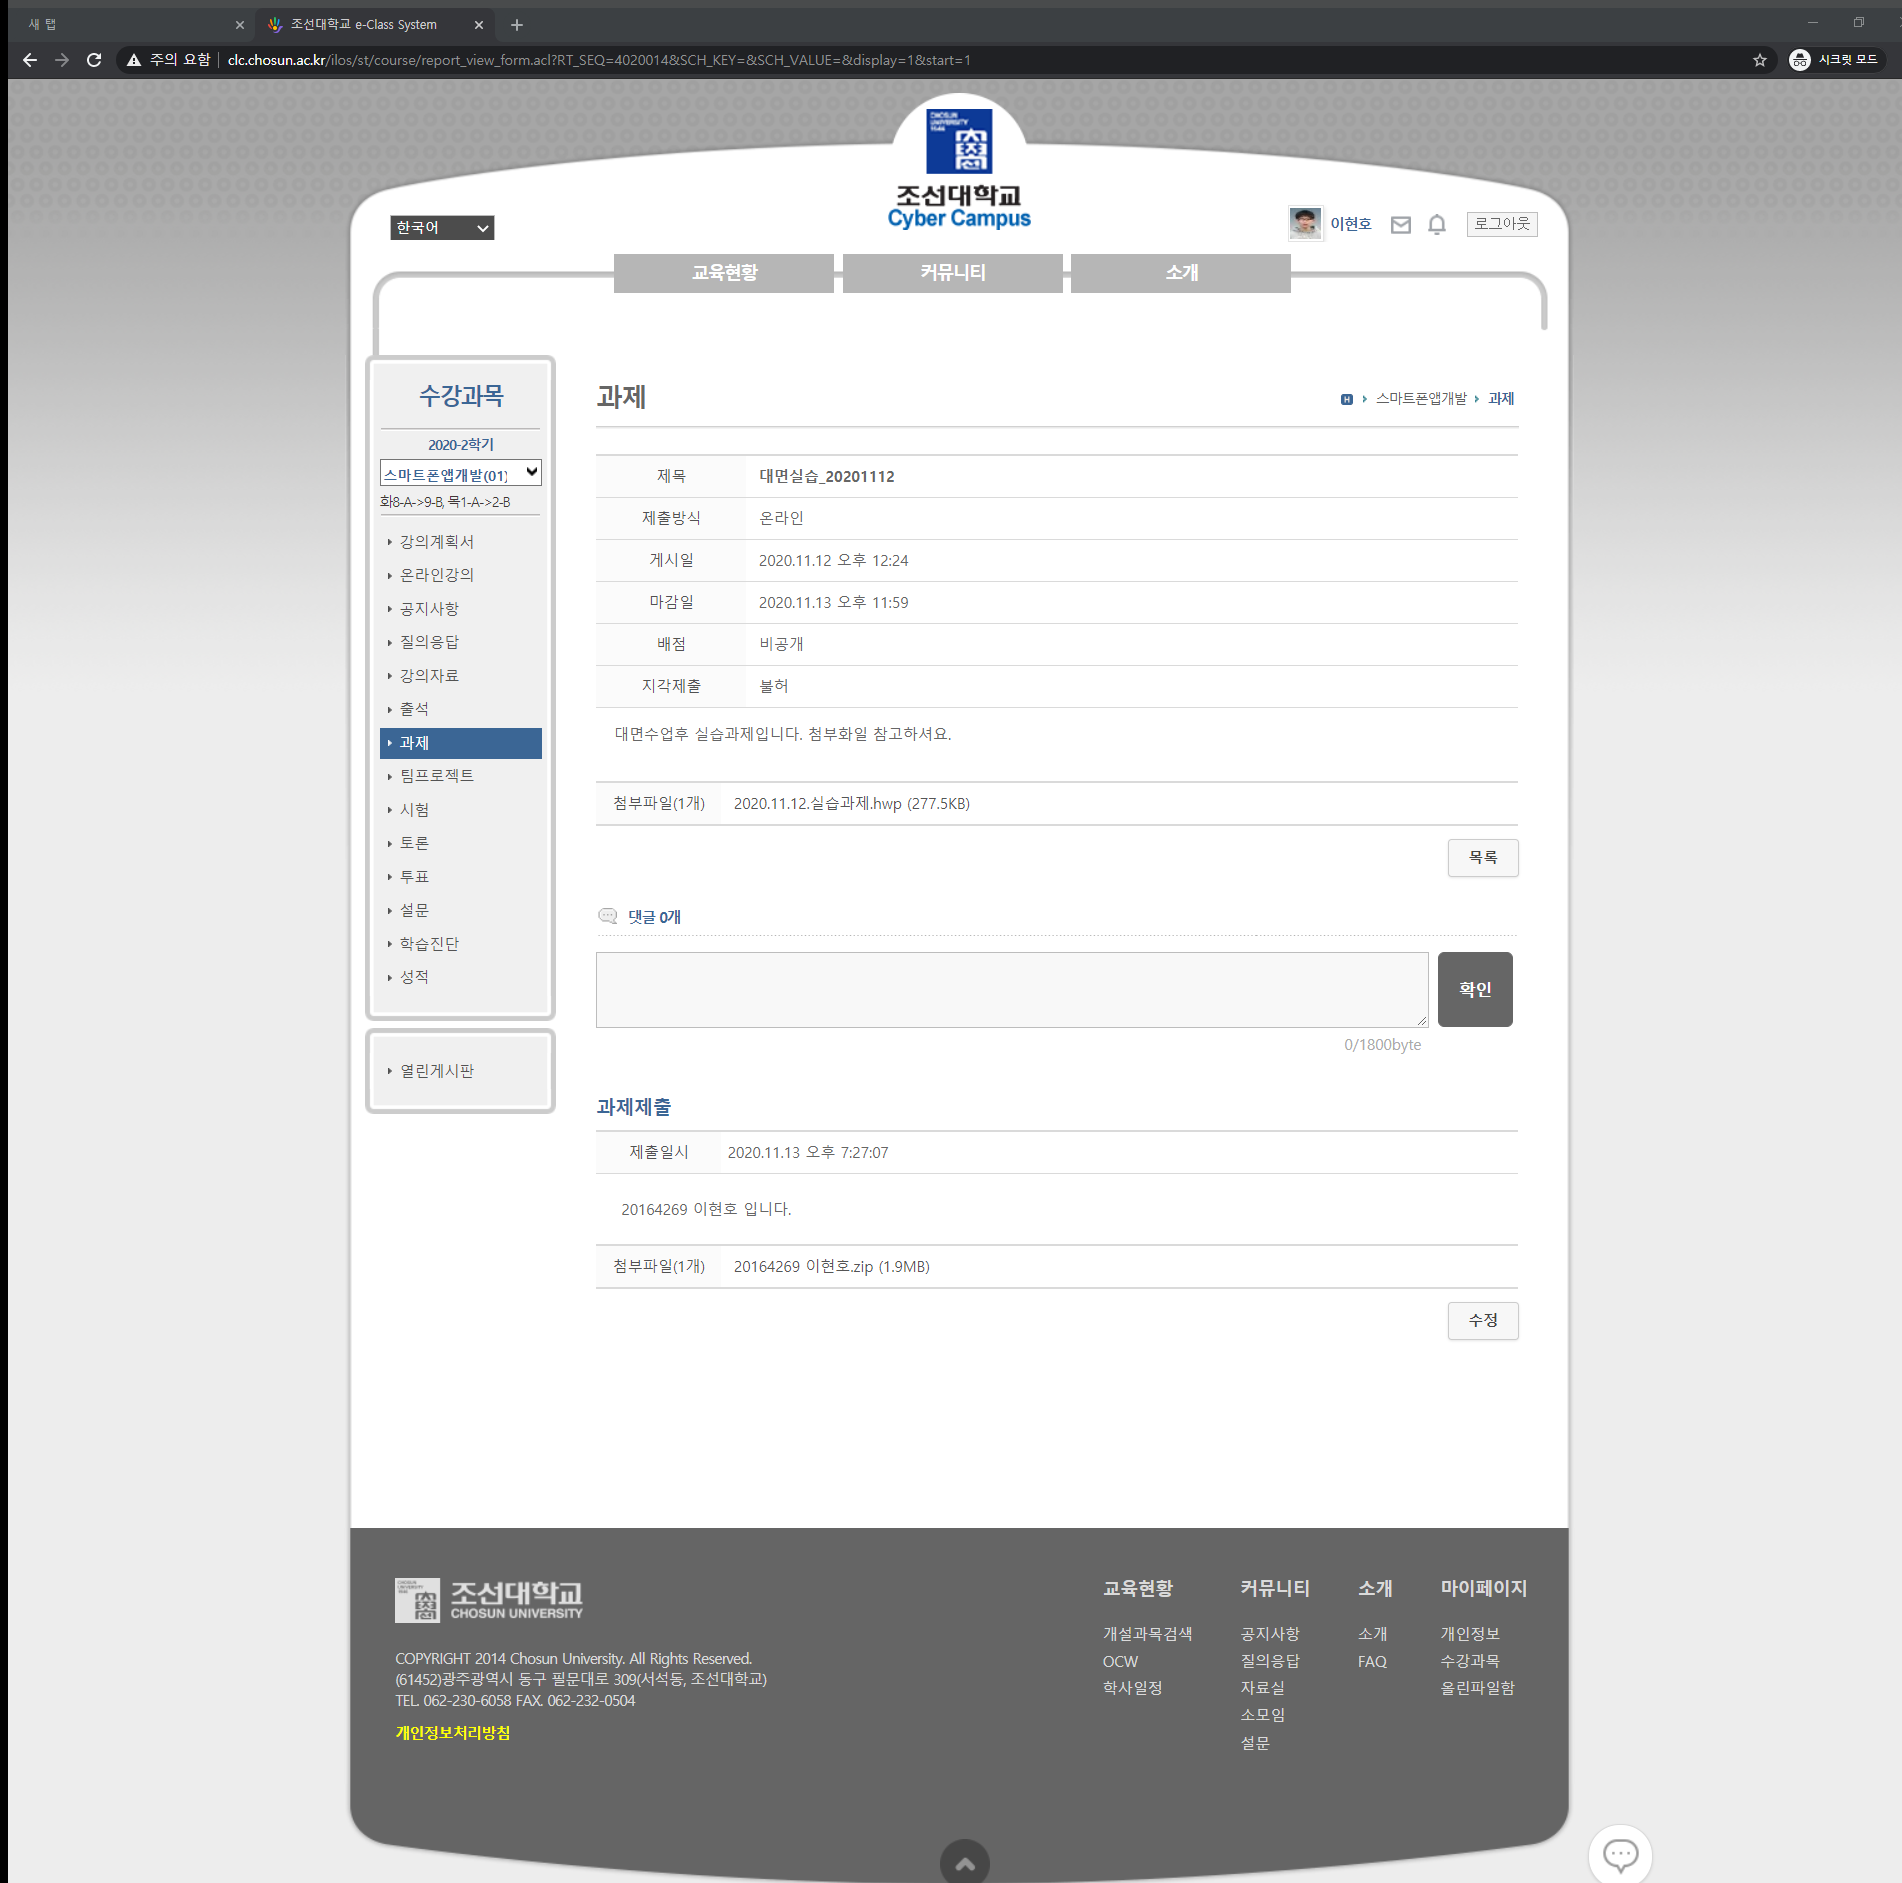 새 탭
조선대학교 e-Class System
주의 요함 clc.chosun.ac.kr/ilos/st/course/report_view_form.acl?RT_SEQ=4020014&SCH_KEY=&SCH_VALUE=&display=1&start=1
시크릿 모드
CHOSUN UNIVERSITY 1946
조선대학교
Cyber Campus
한국어
이현호
로그아웃
교육현황 커뮤니티 소개
수강과목
2020-2학기
스마트폰앱개발(01)
화8-A->9-B, 목1-A->2-B
강의계획서
온라인강의
공지사항
질의응답
강의자료
출석
과제
팀프로젝트
시험
토론
투표
설문
학습진단
성적
열린게시판
과제
H 스마트폰앱개발 과제
제목 대면실습_20201112
제출방식 온라인
게시일 2020.11.12 오후 12:24
마감일 2020.11.13 오후 11:59
배점 비공개
지각제출 불허
대면수업후 실습과제입니다. 첨부화일 참고하셔요.
첨부파일(1개) 2020.11.12.실습과제.hwp (277.5KB)
목록
댓글 0개
확인
0/1800byte
과제제출
제출일시 2020.11.13 오후 7:27:07
20164269 이현호 입니다.
첨부파일(1개) 20164269 이현호.zip (1.9MB)
수정
조선대학교
CHOSUN UNIVERSITY
COPYRIGHT 2014 Chosun University. All Rights Reserved.
(61452)광주광역시 동구 필문대로 309(서석동, 조선대학교)
TEL. 062-230-6058 FAX. 062-232-0504
개인정보처리방침
교육현황
개설과목검색
OCW
학사일정
커뮤니티
공지사항
질의응답
자료실
소모임
설문
소개
소개
FAQ
마이페이지
개인정보
수강과목
올린파일함